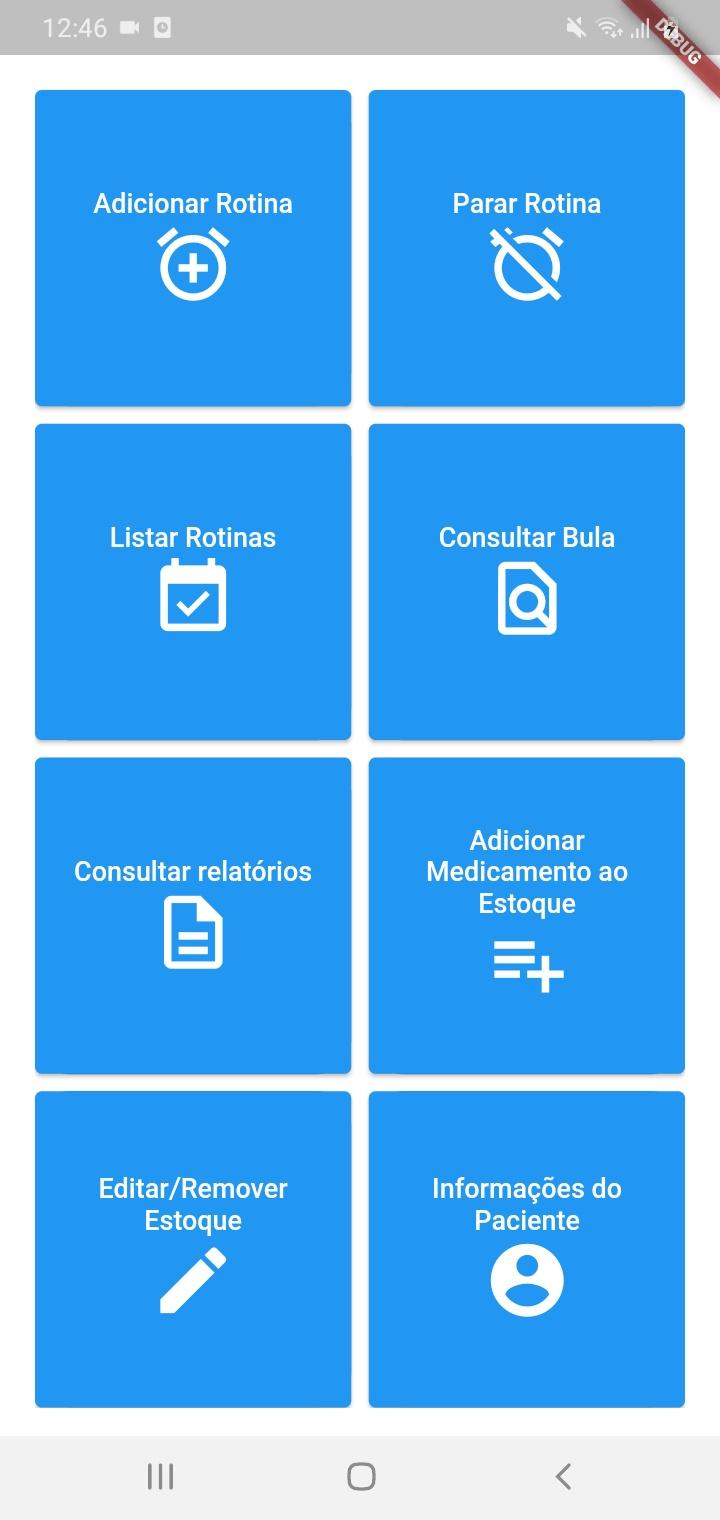 12:46
DEBUG
Adicionar Rotina
Parar Rotina
Listar Rotinas
Consultar Bula
Consultar relatórios
Adicionar
Medicamento ao
Estoque
Editar/Remover
Estoque
Informações do
Paciente